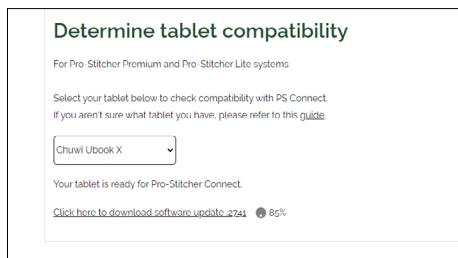 Determine tablet compatibility
For Pro-Stitcher Premium and Pro-Stitcher Lite systems
Select your tablet below to check compatibility with PS Connect.
If you aren't sure what tablet you have, please refer to this guide.
Chuwi Ubook X
Your tablet is ready for Pro-Stitcher Connect.
Click here to download software update .2741 85%